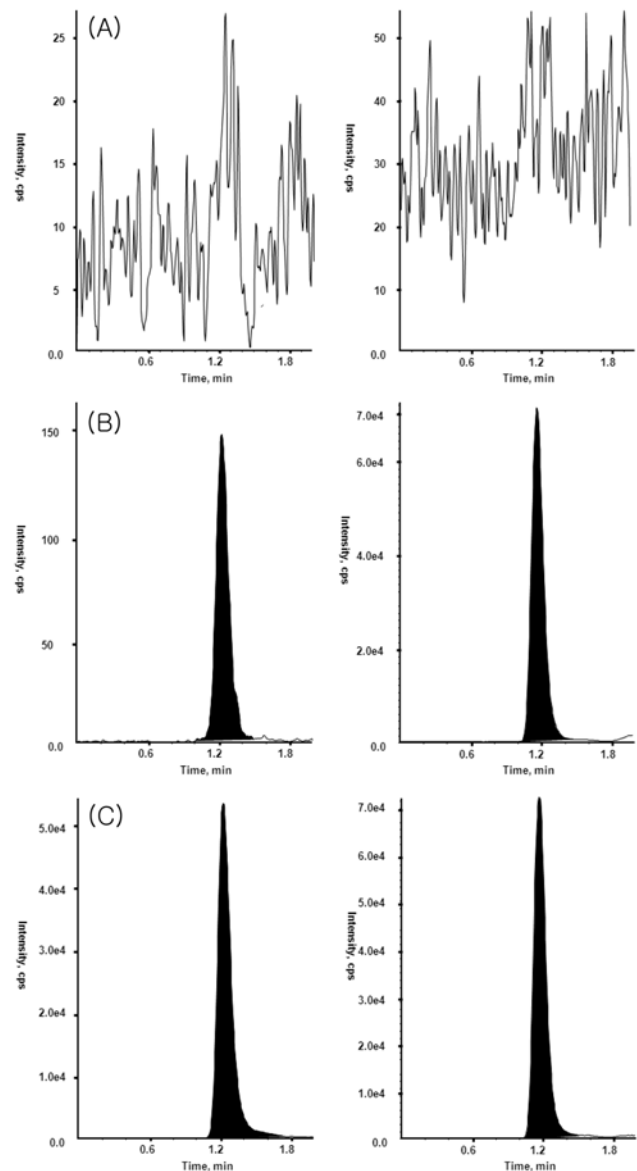 (A)
25
20
15
10
5
0.0
Intensity, cps
0.6
1.2
1.8
Time, min
50
40
30
20
10
0.0
Intensity, cps
0.6
1.2
1.8
Time, min
(B)
150
100
50
0.0
Intensity, cps
0.6
1.2
1.8
Time, min
7.0e4
6.0e4
4.0e4
2.0e4
0.0
Intensity, cps
0.6
1.2
1.8
Time, min
(C)
5.0e4
3.0e4
2.0e4
1.0e4
0.0
Intensity, cps
0.6
1.2
1.8
Time, min
7.0e4
6.0e4
5.0e4
4.0e4
3.0e4
2.0e4
1.0e4
0.0
Intensity, cps
0.6
1.2
1.8
Time, min